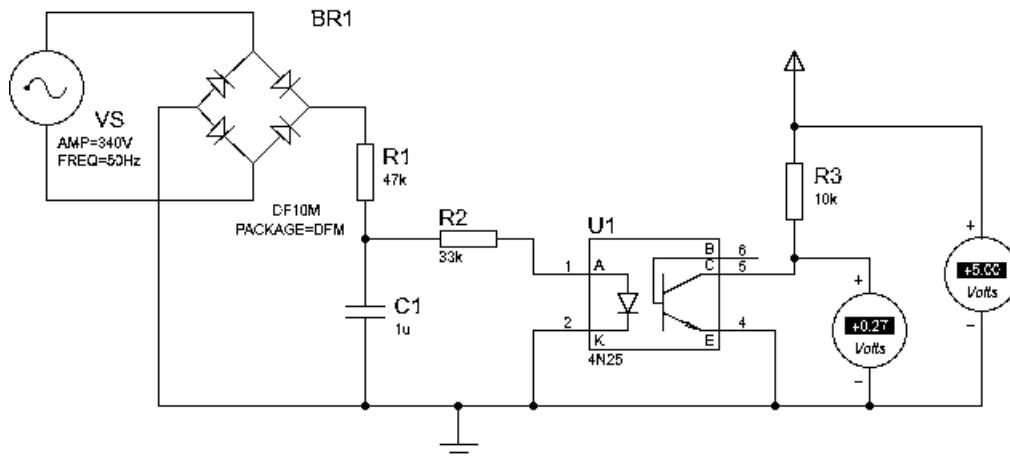 BR1
VS
AMP=340V
FREQ=50Hz
R1
47k
DF10M
PACKAGE=DFM
R2
33k
C1
1u
U1
1
A
2
K
B
6
C
5
4
E
4N25
R3
10k
+
+0.27
Volts
−
+
+5.00
Volts
−